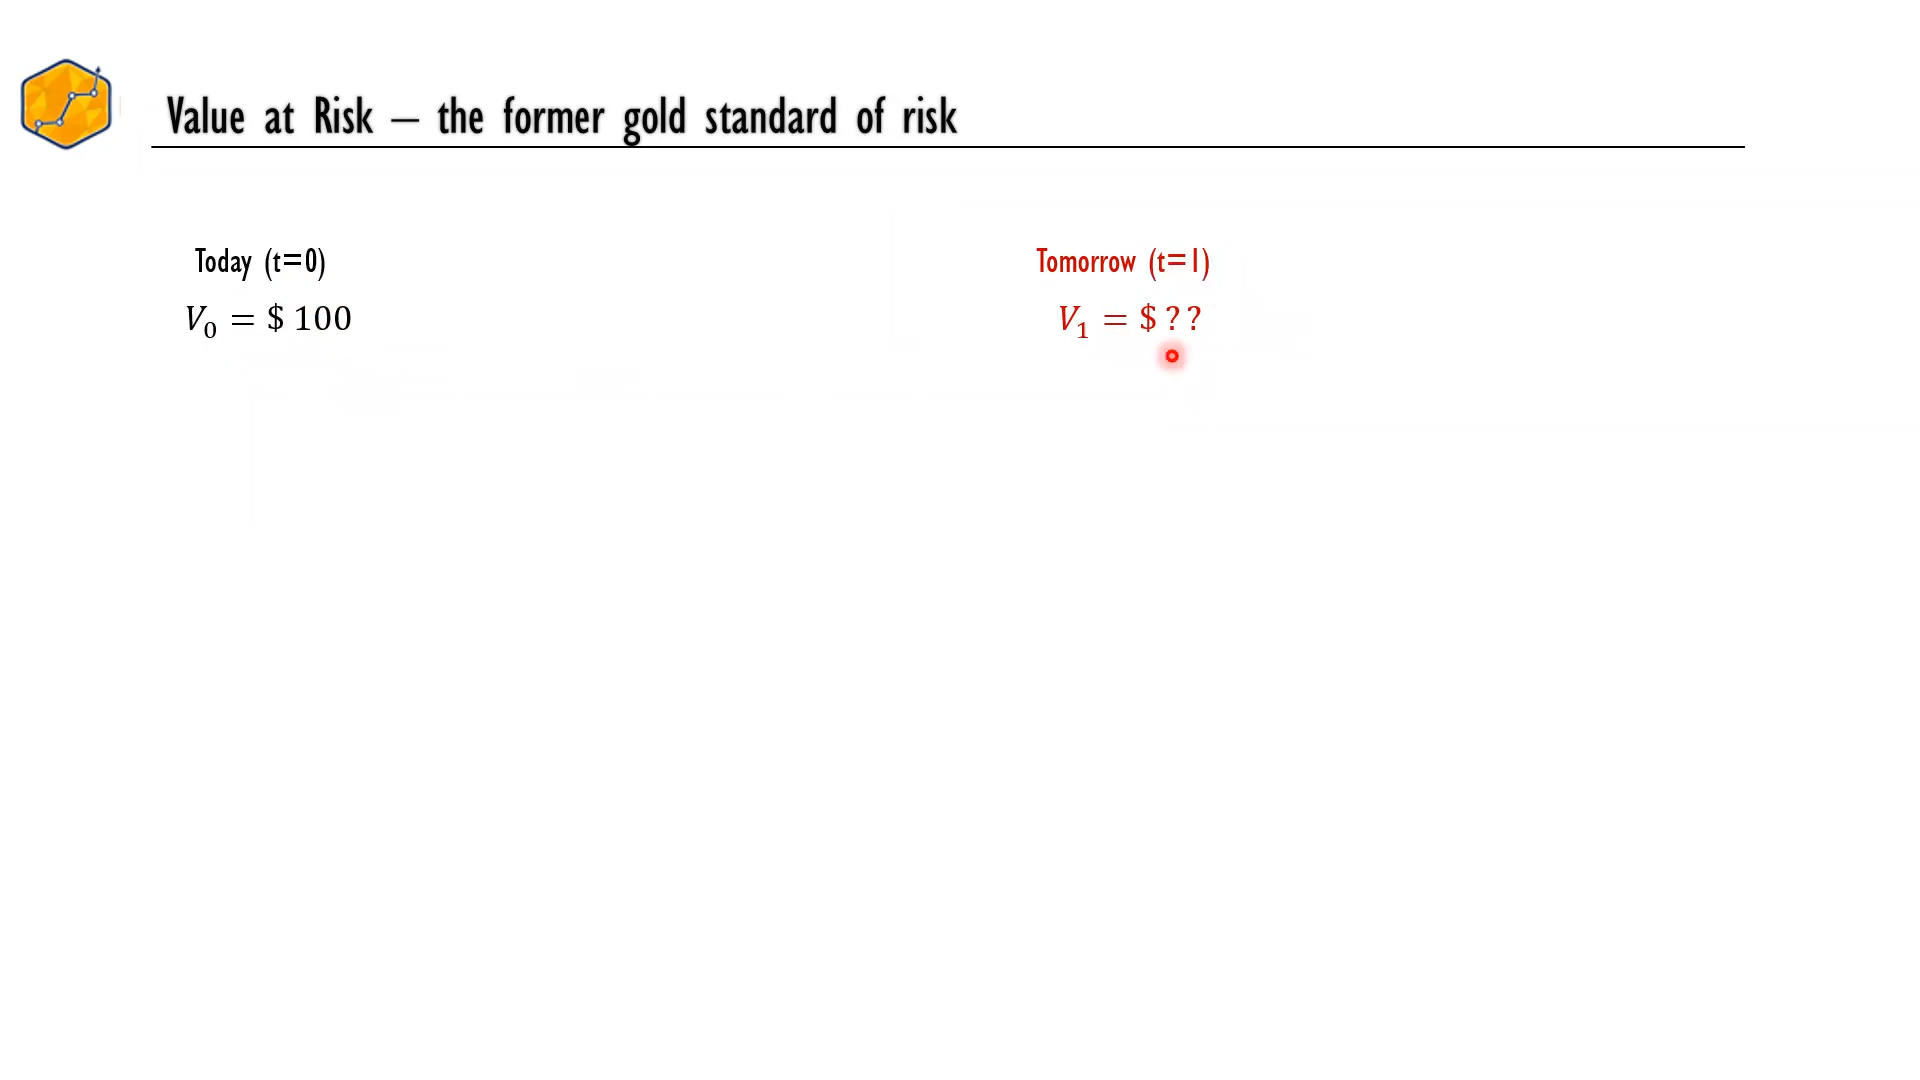 Value at Risk – the former gold standard of risk
Today (t=0)
V₀ = $ 100
Tomorrow (t=1)
V₁ = $ ??